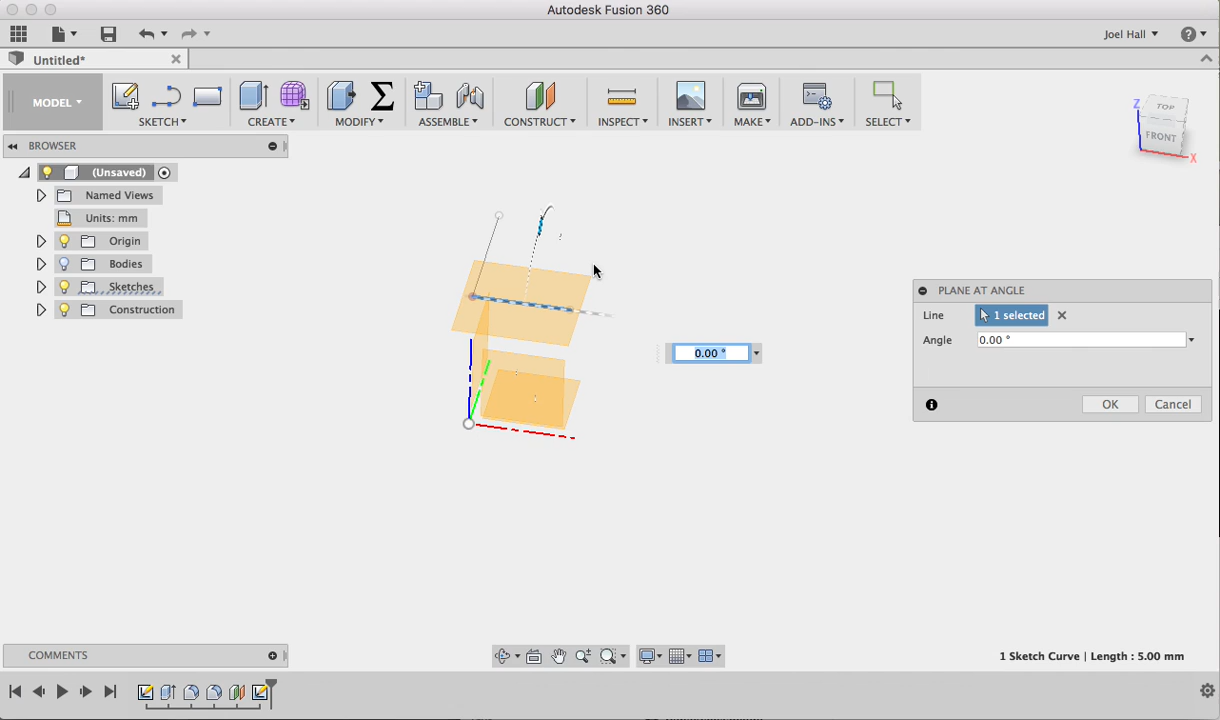 Autodesk Fusion 360
Joel Hall
Untitled*
MODEL
SKETCH
CREATE
MODIFY
ASSEMBLE
CONSTRUCT
INSPECT
INSERT
MAKE
ADD-INS
SELECT
TOP
Z
FRONT
X
BROWSER
(Unsaved)
Named Views
Units: mm
Origin
Bodies
Sketches
Construction
PLANE AT ANGLE
Line
1 selected
Angle
0.00 °
0.00 °
OK
Cancel
COMMENTS
1 Sketch Curve | Length : 5.00 mm